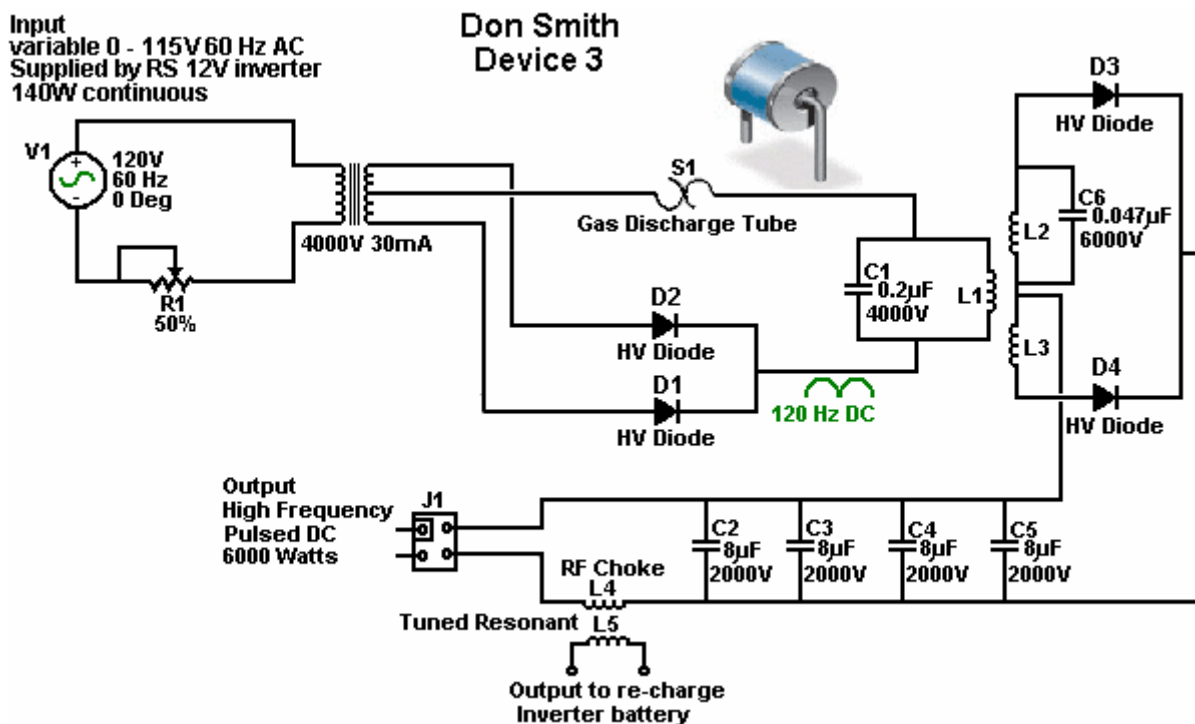 Input
variable 0 - 115V 60 Hz AC
Supplied by RS 12V inverter
140W continuous
Don Smith
Device 3
V1
+
-
120V
60 Hz
0 Deg
R1
50%
4000V 30mA
S1
Gas Discharge Tube
D2
HV Diode
D1
HV Diode
120 Hz DC
C1
0.2µF
4000V
L1
L2
L3
C6
0.047µF
6000V
D3
HV Diode
D4
HV Diode
Output
High Frequency
Pulsed DC
6000 Watts
J1
RF Choke
L4
Tuned Resonant
L5
Output to re-charge
Inverter battery
C2
8µF
2000V
C3
8µF
2000V
C4
8µF
2000V
C5
8µF
2000V